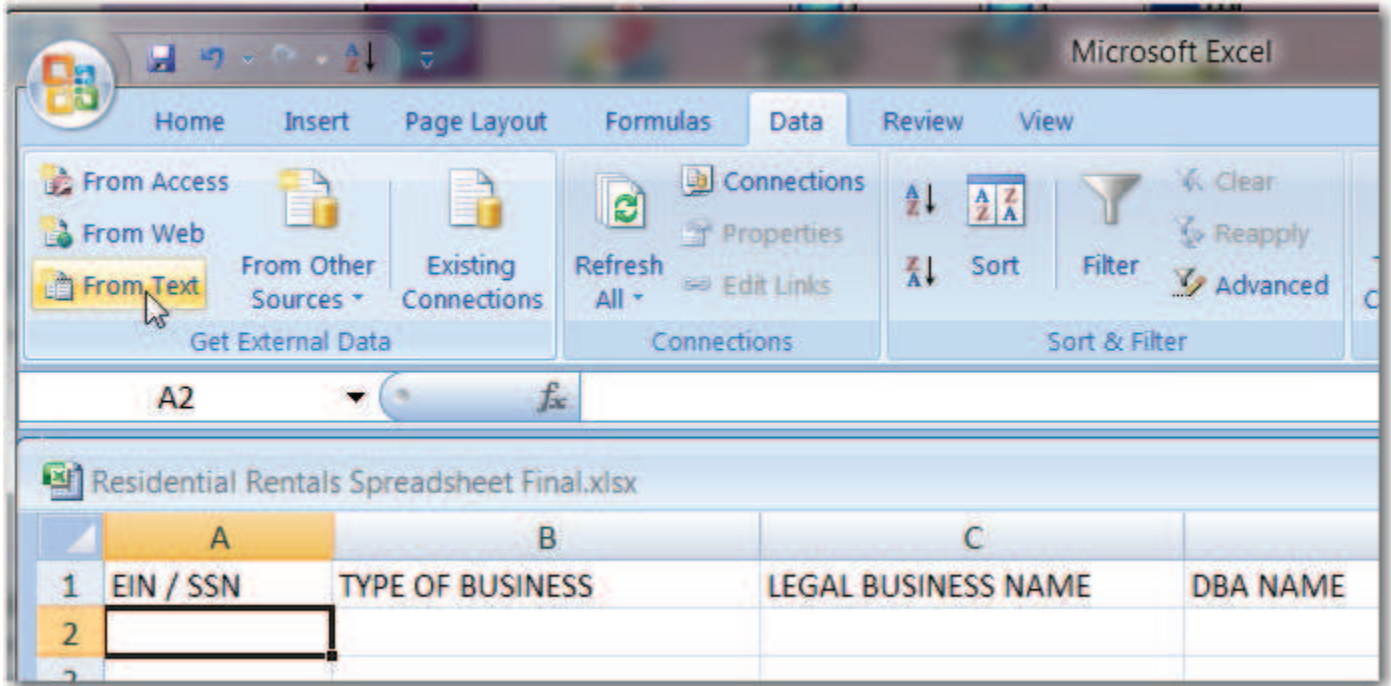 Microsoft Excel
Home Insert Page Layout Formulas Data Review View
From Access
From Web
From Text
From Other Sources
Existing Connections
Get External Data
Refresh All
Connections
Properties
Edit Links
Connections
Sort
Filter
Clear
Reapply
Advanced
Sort & Filter
A2 fx
Residential Rentals Spreadsheet Final.xlsx
A B C
1 EIN / SSN TYPE OF BUSINESS LEGAL BUSINESS NAME DBA NAME
2